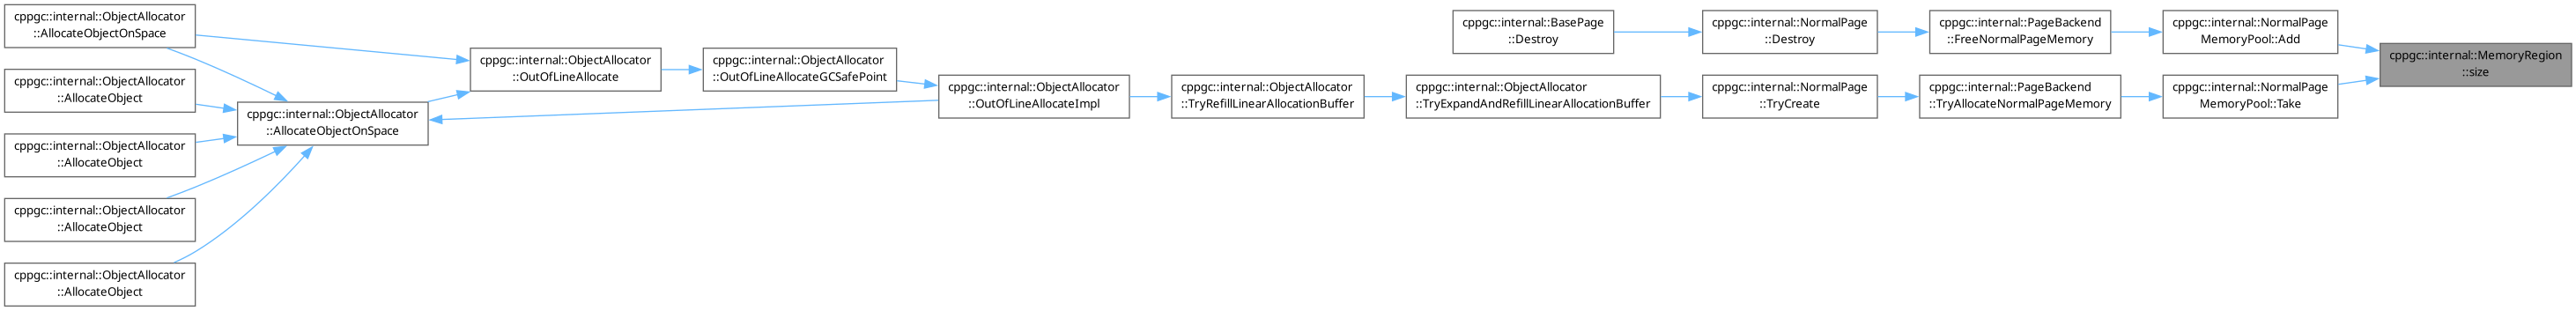 cppgc::internal::ObjectAllocator
::AllocateObjectOnSpace
cppgc::internal::ObjectAllocator
::AllocateObject
cppgc::internal::ObjectAllocator
::AllocateObject
cppgc::internal::ObjectAllocator
::AllocateObject
cppgc::internal::ObjectAllocator
::AllocateObject
cppgc::internal::ObjectAllocator
::AllocateObjectOnSpace
cppgc::internal::ObjectAllocator
::OutOfLineAllocate
cppgc::internal::ObjectAllocator
::OutOfLineAllocateGCSafePoint
cppgc::internal::ObjectAllocator
::OutOfLineAllocateImpl
cppgc::internal::ObjectAllocator
::TryRefillLinearAllocationBuffer
cppgc::internal::ObjectAllocator
::TryExpandAndRefillLinearAllocationBuffer
cppgc::internal::BasePage
::Destroy
cppgc::internal::NormalPage
::Destroy
cppgc::internal::NormalPage
::TryCreate
cppgc::internal::PageBackend
::FreeNormalPageMemory
cppgc::internal::PageBackend
::TryAllocateNormalPageMemory
cppgc::internal::NormalPage
MemoryPool::Add
cppgc::internal::NormalPage
MemoryPool::Take
cppgc::internal::MemoryRegion
::size